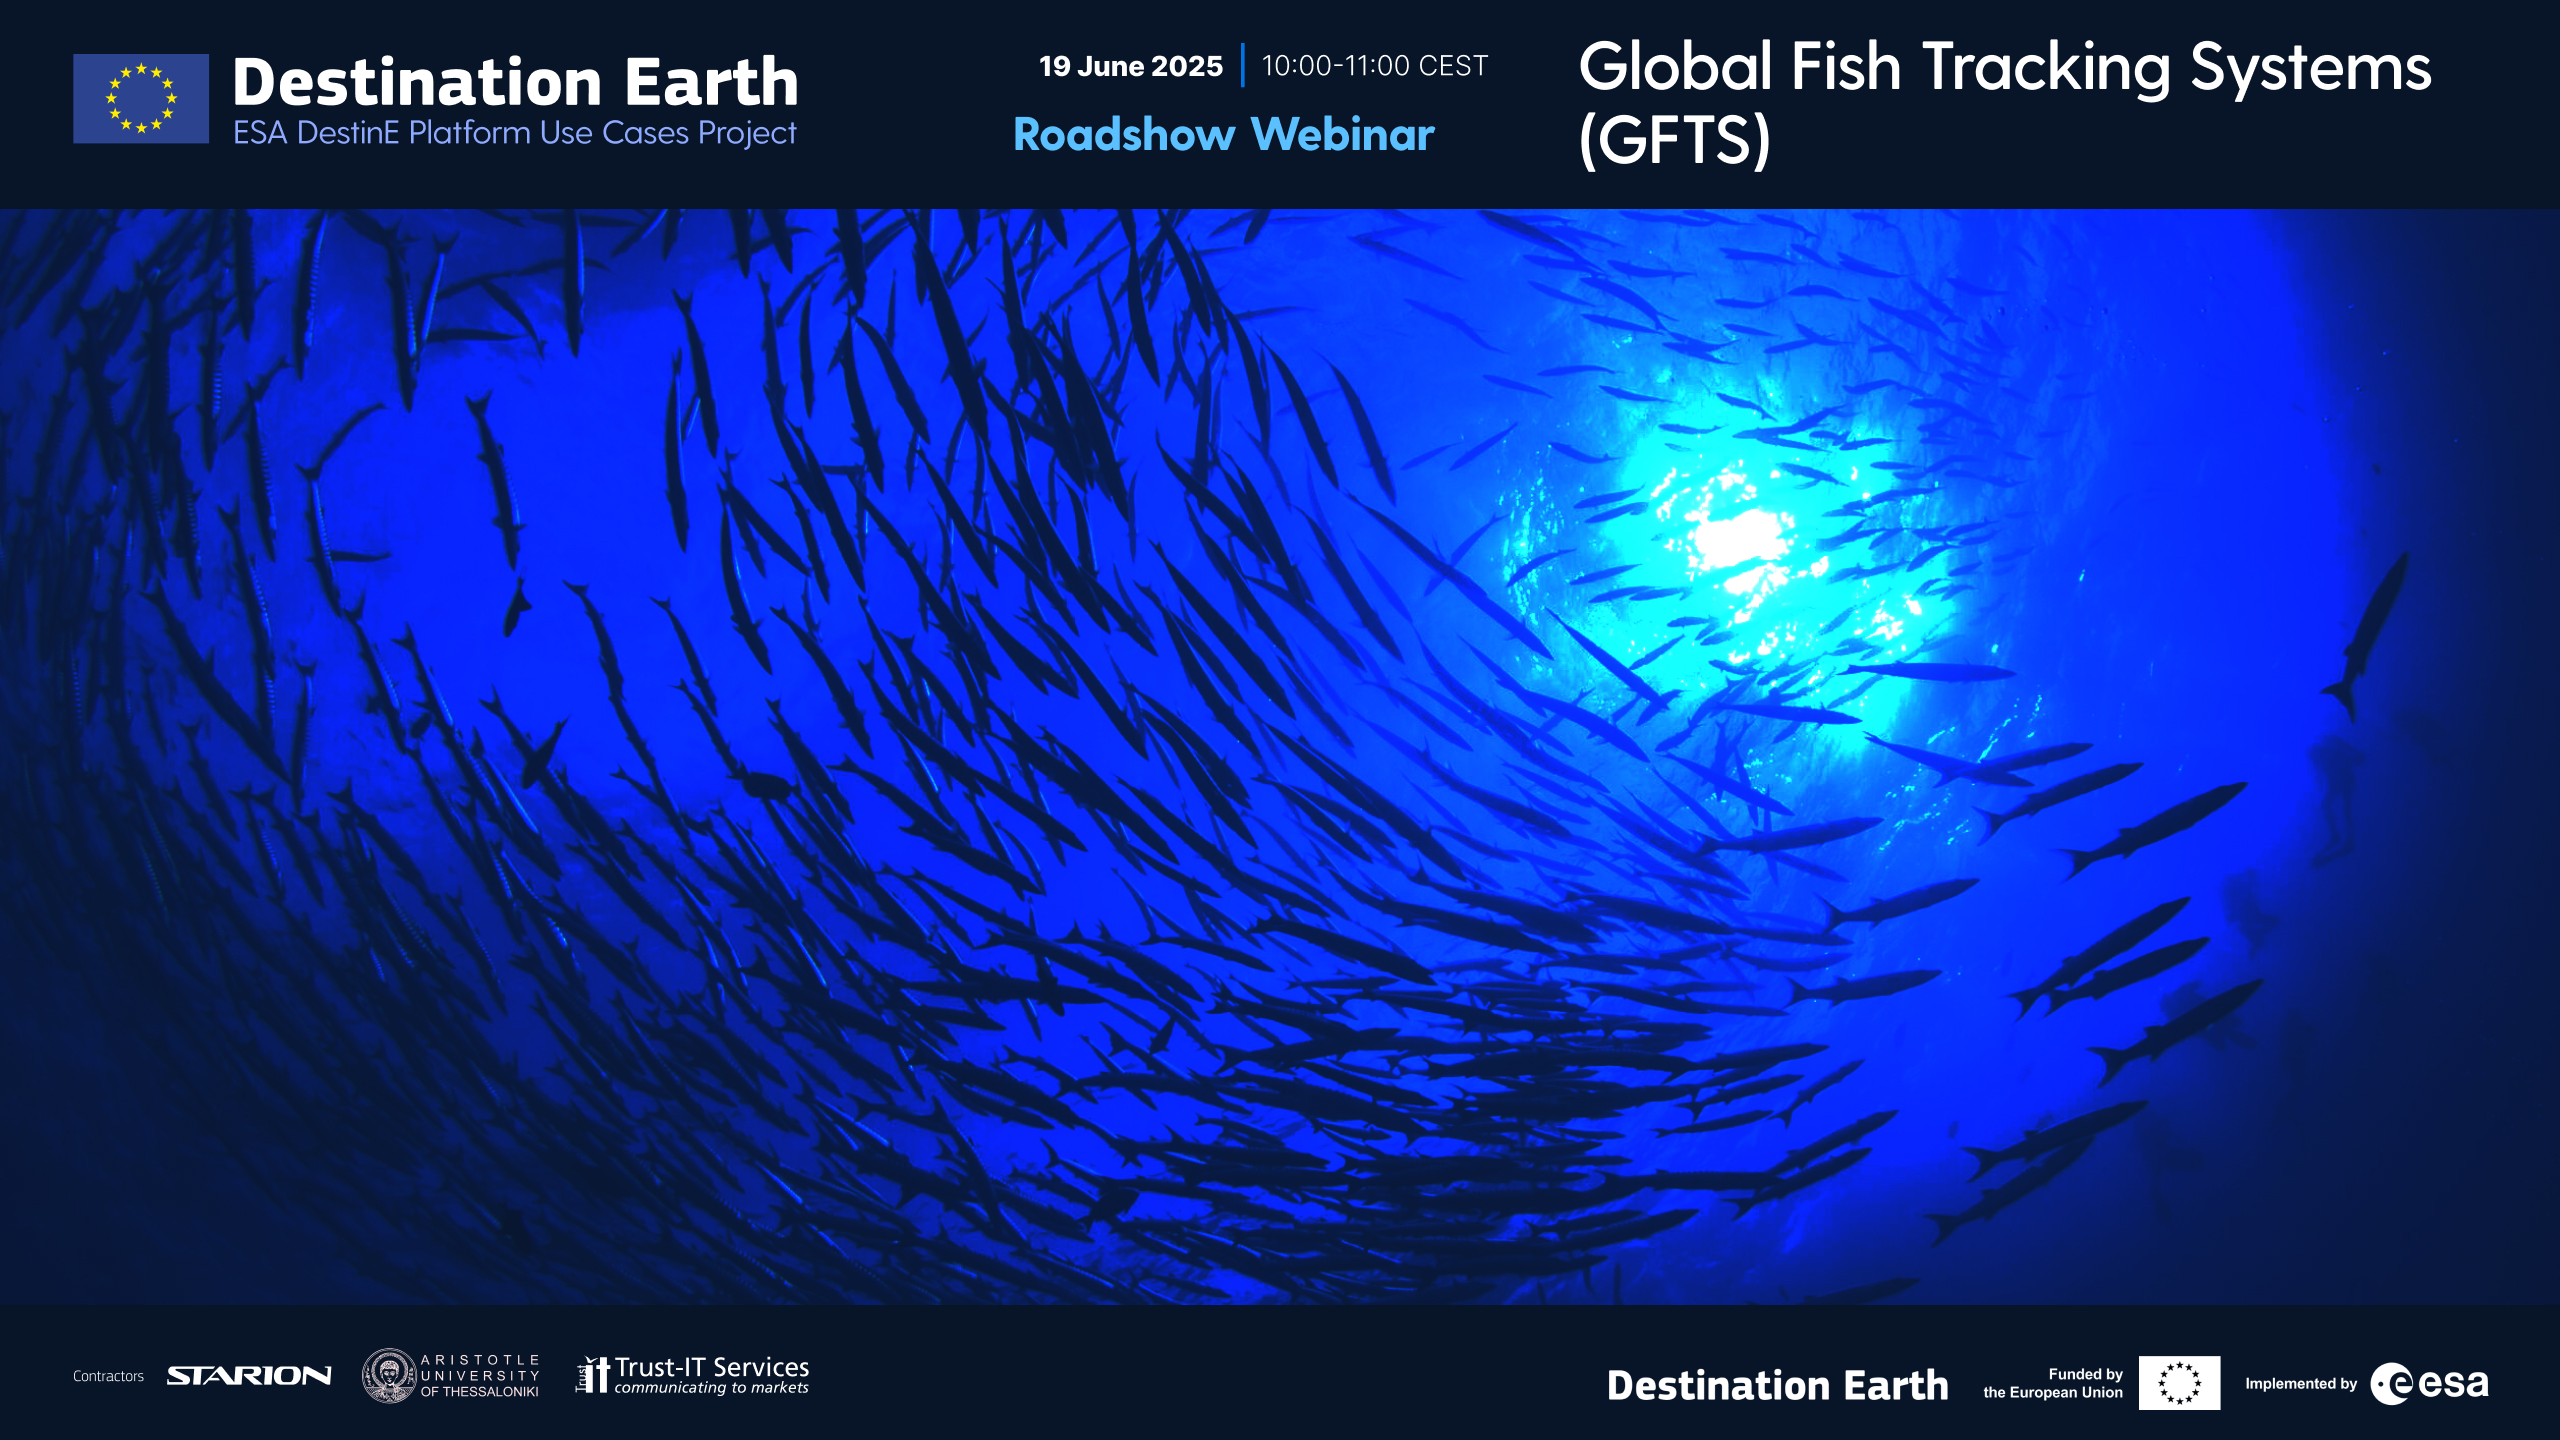 Destination Earth
ESA DestinE Platform Use Cases Project
19 June 2025 | 10:00-11:00 CEST
Roadshow Webinar
Global Fish Tracking Systems
(GFTS)
Contractors
STARION
ARISTOTLE
UNIVERSITY
OF THESSALONIKI
Trust-IT Services
communicating to markets
Trust
it
Destination Earth
Funded by
the European Union
Implemented by
esa